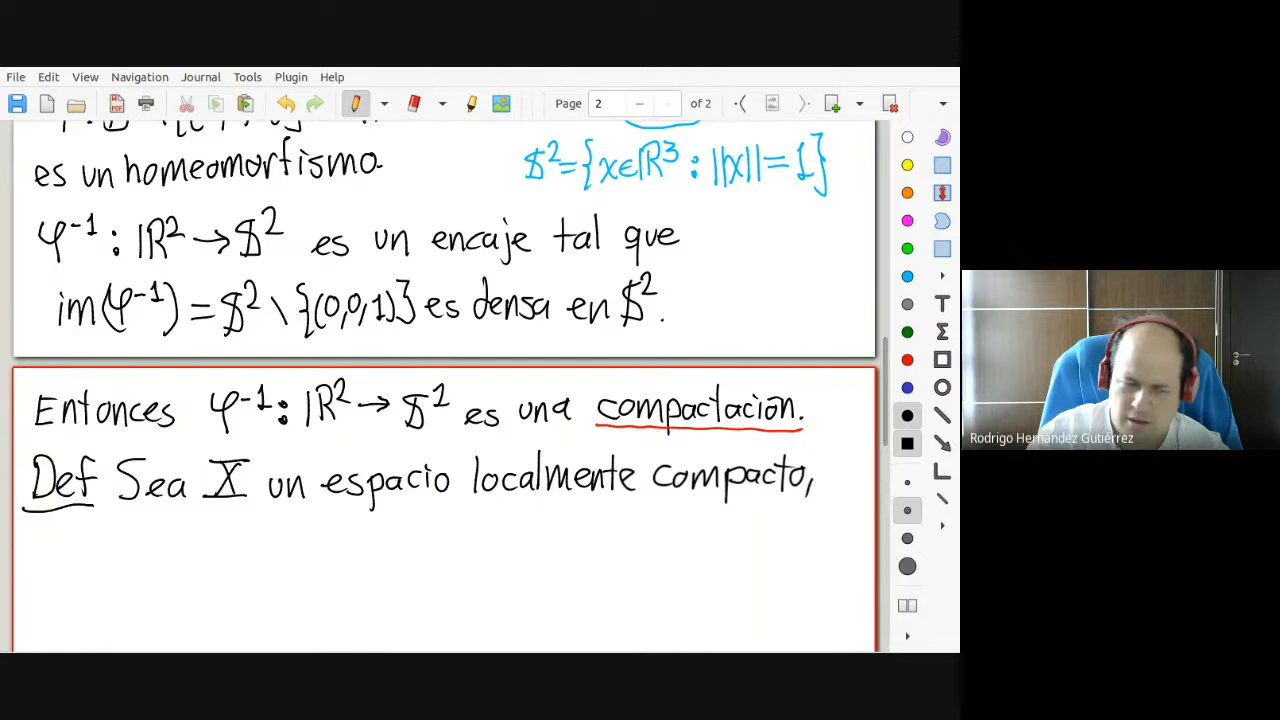 File Edit View Navigation Journal Tools Plugin Help
Page 2 of 2
es un homeomorfismo.
𝕊²={x∈ℝ³ : ||x||=1}
φ⁻¹ : ℝ² → 𝕊² es un encaje tal que
im(φ⁻¹) = 𝕊² \ {(0,0,1)} es densa en 𝕊².
Entonces φ⁻¹ : ℝ² → 𝕊² es una compactación.
Def Sea X un espacio localmente compacto,
Rodrigo Hernández Gutiérrez